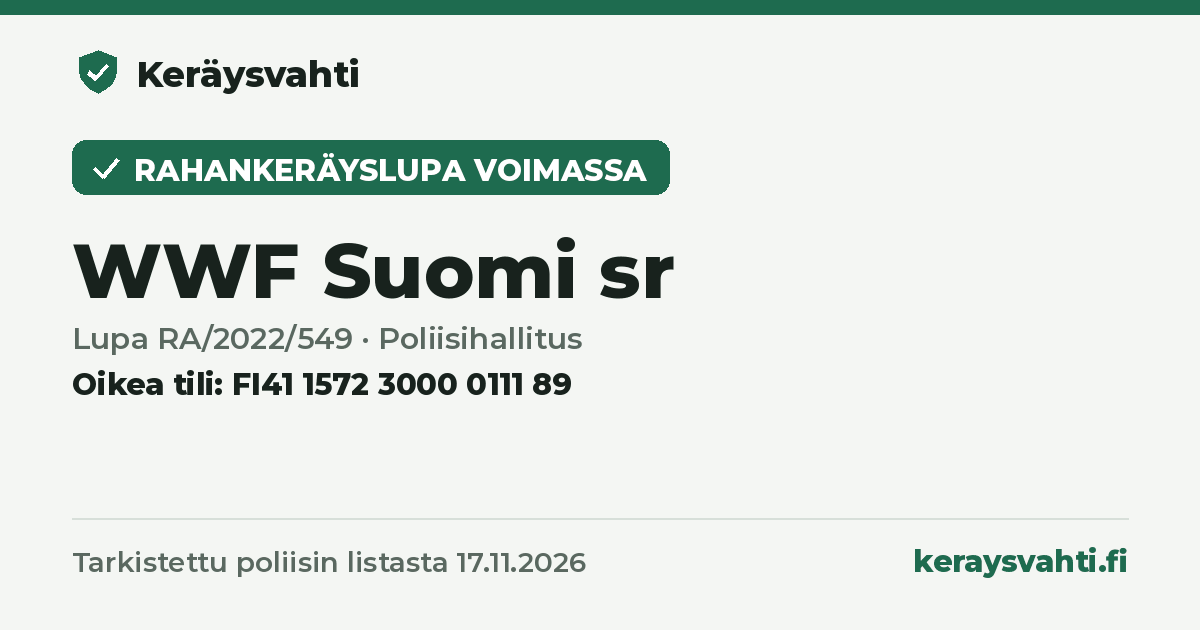 Keräysvahti
RAHANKERÄYSLUPA VOIMASSA
WWF Suomi sr
Lupa RA/2022/549 · Poliisihallitus
Oikea tili: FI41 1572 3000 0111 89
Tarkistettu poliisin listasta 17.11.2026
keraysvahti.fi